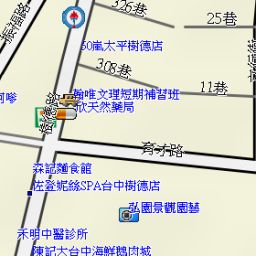 326巷
25巷
50嵐太平樹德店
308巷
11巷
翰唯文理短期補習班
欣天然藥局
樹德路
育才路
森記麵食館
佐登妮絲SPA台中樹德店
弘園景觀園藝
禾明中醫診所
陳記大台中海鮮鵝肉城